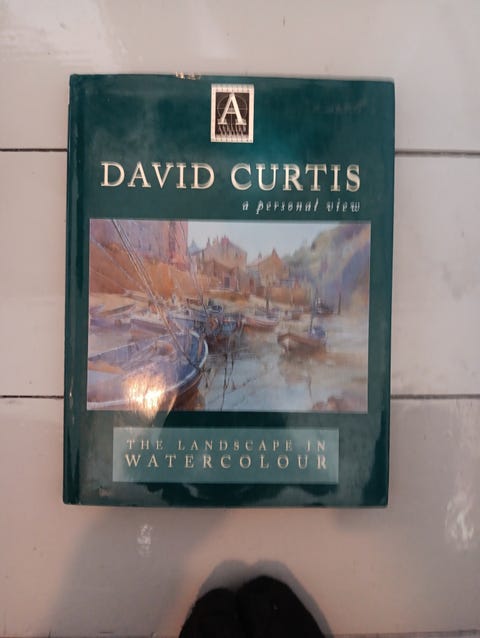 A
DAVID CURTIS
a personal view
THE LANDSCAPE IN
WATERCOLOUR